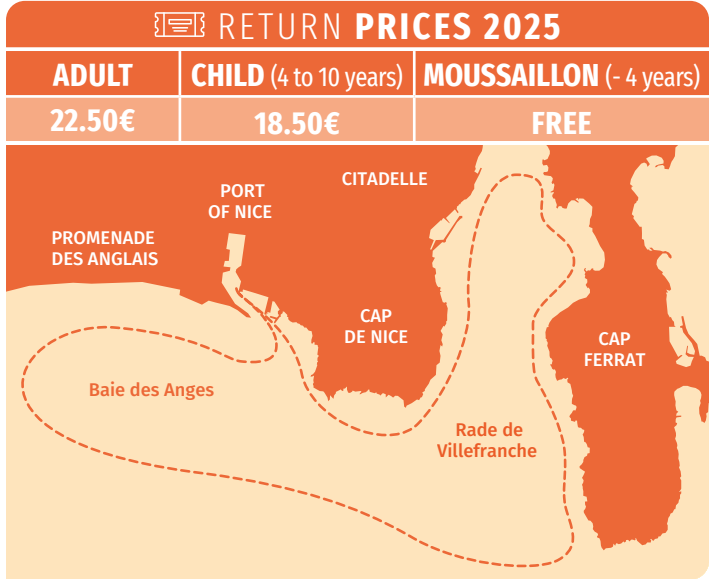 RETURN PRICES 2025
ADULT CHILD (4 to 10 years) MOUSSAILLON (- 4 years)
22.50€ 18.50€ FREE
CITADELLE
PORT
OF NICE
PROMENADE
DES ANGLAIS
CAP
DE NICE
CAP
FERRAT
Baie des Anges
Rade de
Villefranche